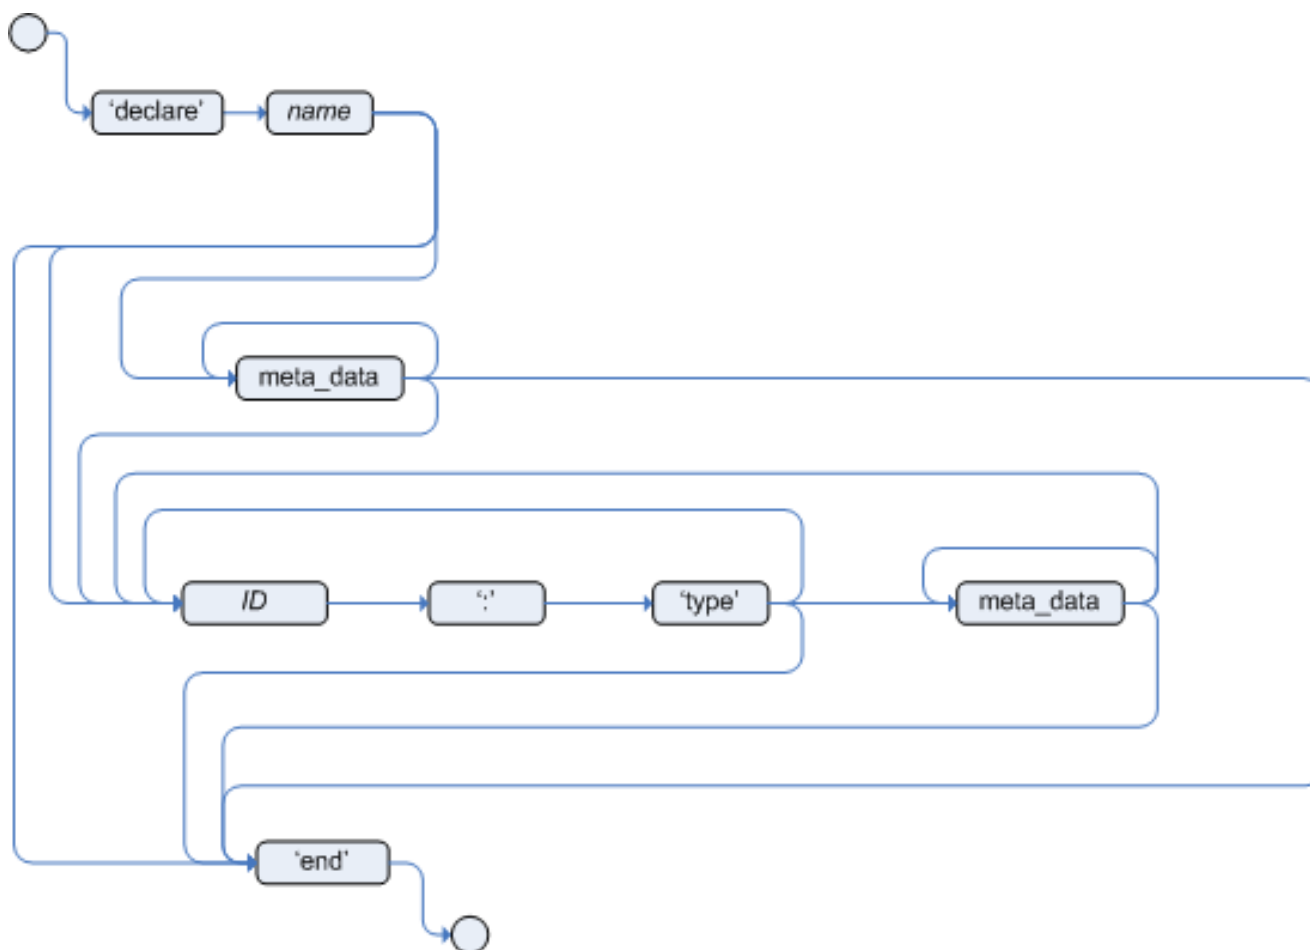 ‘declare’ name
meta_data
ID ‘:’ ‘type’ meta_data
‘end’